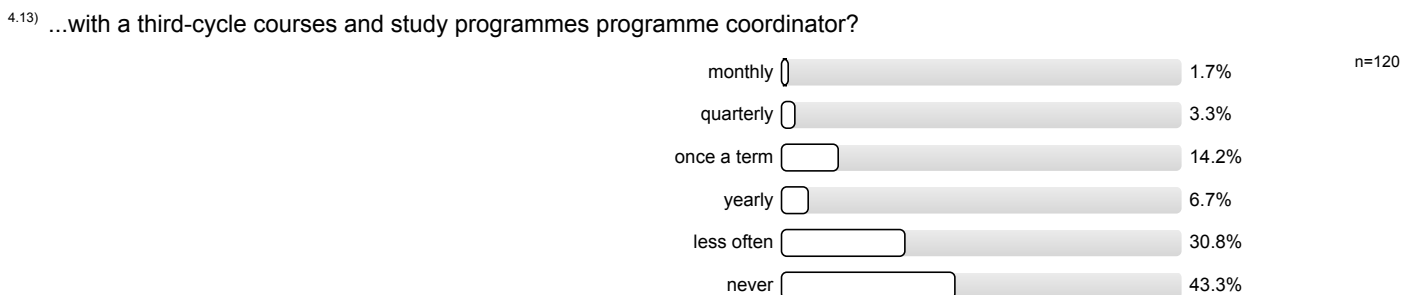 4.13) ...with a third-cycle courses and study programmes programme coordinator?
n=120
monthly 1.7%
quarterly 3.3%
once a term 14.2%
yearly 6.7%
less often 30.8%
never 43.3%